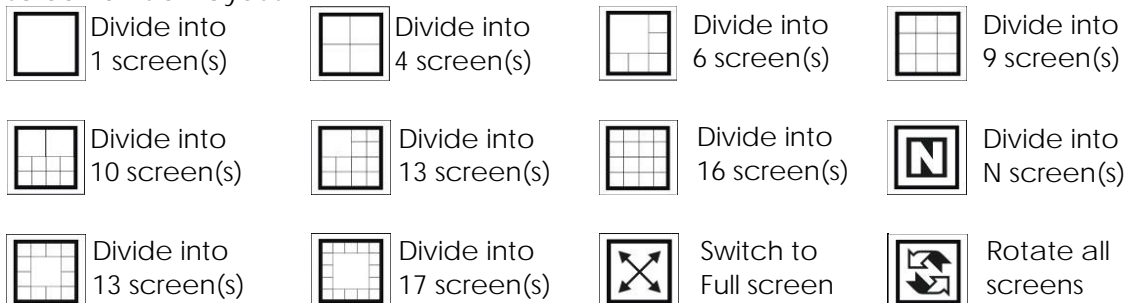 Divide into
1 screen(s)
Divide into
4 screen(s)
Divide into
6 screen(s)
Divide into
9 screen(s)
Divide into
10 screen(s)
Divide into
13 screen(s)
Divide into
16 screen(s)
N
Divide into
N screen(s)
Divide into
13 screen(s)
Divide into
17 screen(s)
Switch to
Full screen
Rotate all
screens